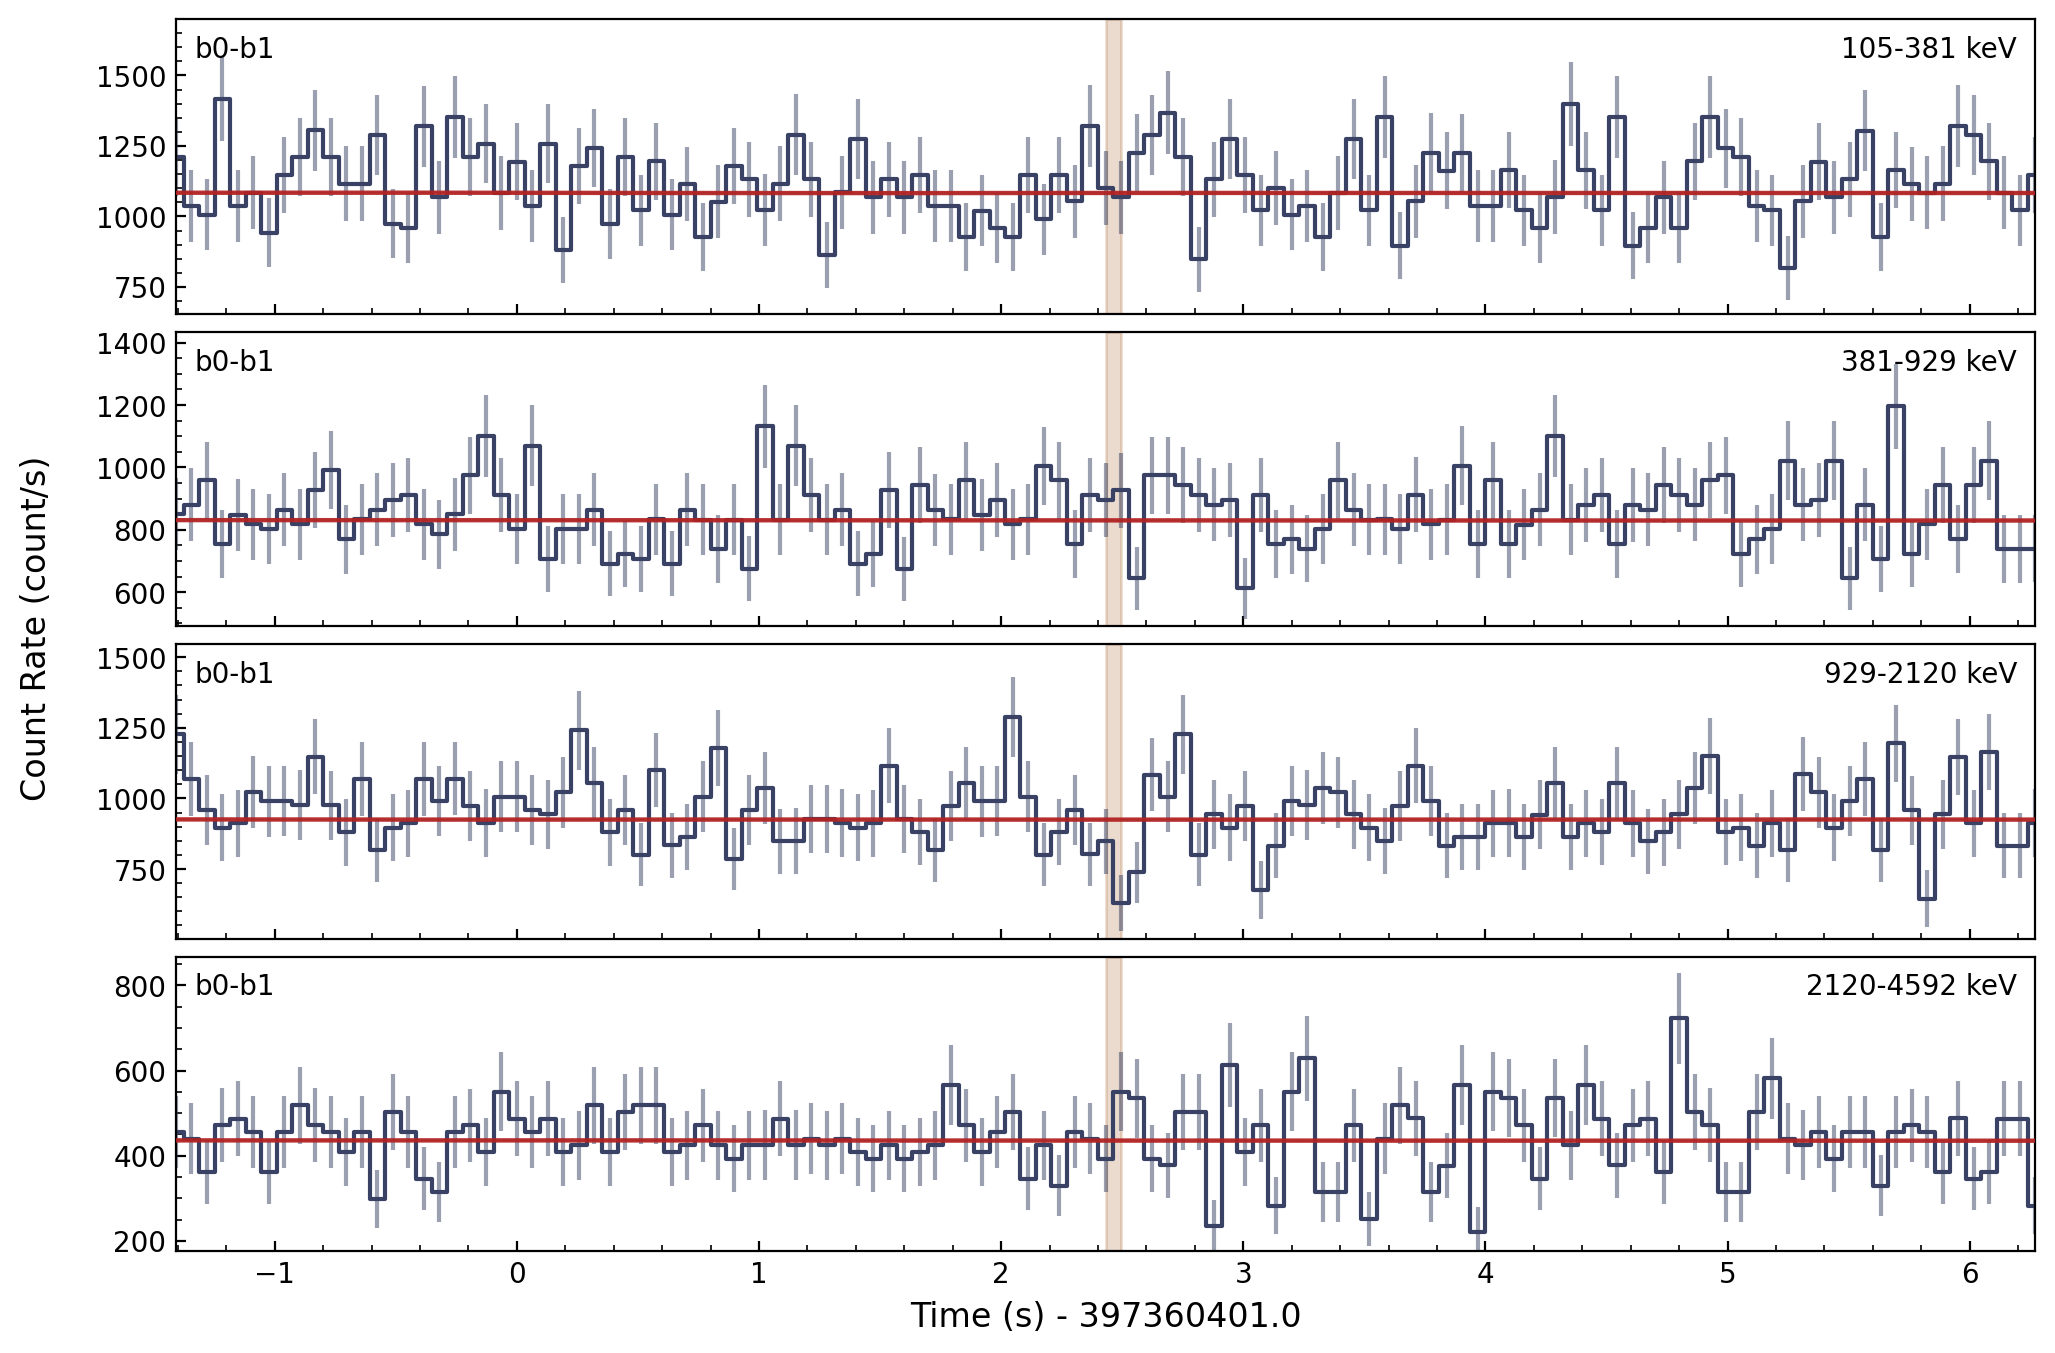 b0-b1
105-381 keV
1500
1250
1000
750
b0-b1
381-929 keV
1400
1200
1000
800
600
b0-b1
929-2120 keV
1500
1250
1000
750
b0-b1
2120-4592 keV
800
600
400
200
Count Rate (count/s)
−1 0 1 2 3 4 5 6
Time (s) - 397360401.0